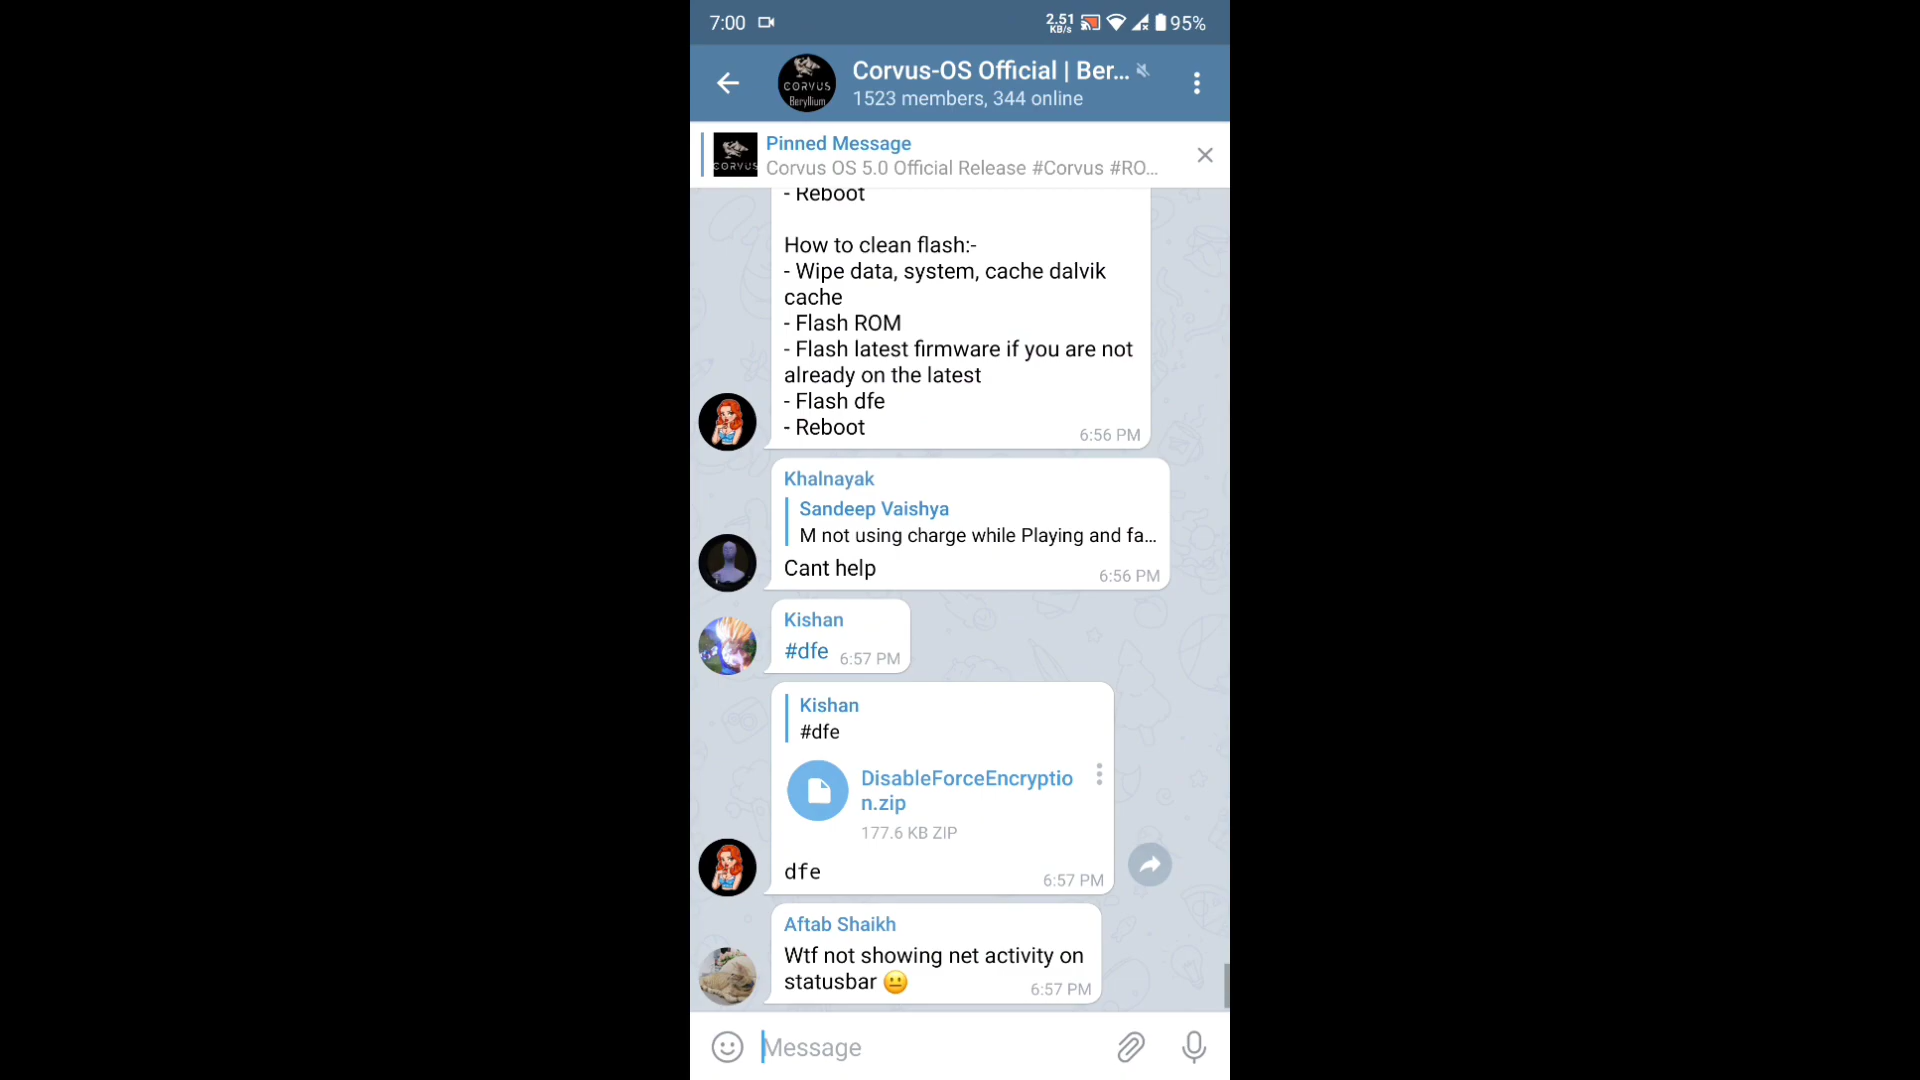 7:00
2.51
KB/s
95%
Corvus-OS Official | Ber...
1523 members, 344 online
CORVUS
Beryllium
Pinned Message
Corvus OS 5.0 Official Release #Corvus #RO...
CORVUS
- Reboot
How to clean flash:-
- Wipe data, system, cache dalvik
cache
- Flash ROM
- Flash latest firmware if you are not
already on the latest
- Flash dfe
- Reboot
6:56 PM
Khalnayak
Sandeep Vaishya
M not using charge while Playing and fa...
Cant help
6:56 PM
Kishan
#dfe
6:57 PM
Kishan
#dfe
DisableForceEncryptio
n.zip
177.6 KB ZIP
dfe
6:57 PM
Aftab Shaikh
Wtf not showing net activity on
statusbar 😐
6:57 PM
Message